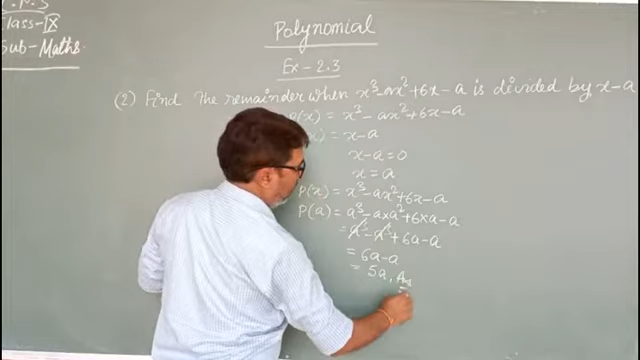 Class-IX
Sub-Maths.
Polynomial
Ex-2.3
(2) Find The remainder when x³-ax²+6x-a is divided by x-a
P(x) = x³-ax²+6x-a
= x-a
x-a=0
x=a
P(x) = x³-ax²+6x-a
P(a) = a³-axa²+6xa-a
= a³-a³+6a-a
= 6a-a
= 5a, Ans